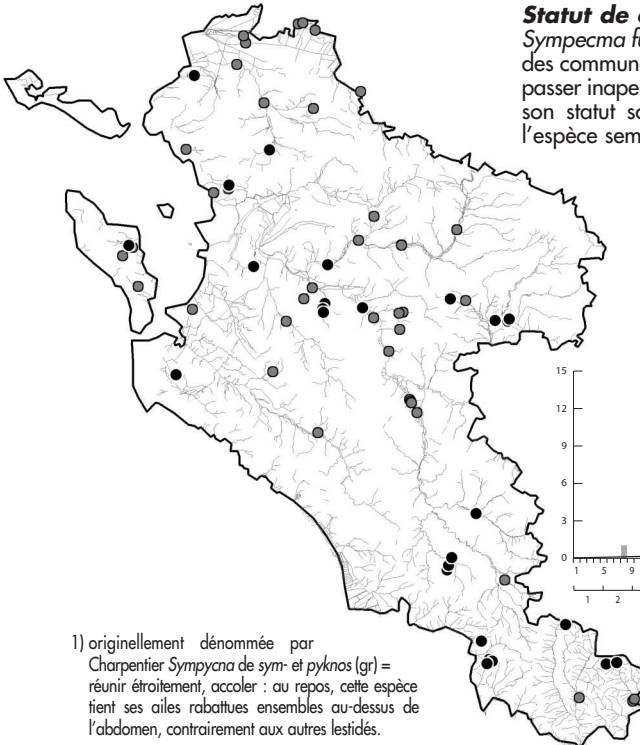 Statut de
Sympecma
des commun
passer inape
son statut
l'espèce sem
15
12
9
6
3
0
1 5 9
1 2
1) originellement dénommée par
Charpentier Sympycna de sym- et pyknos (gr) =
réunir étroitement, accoler : au repos, cette espèce
tient ses ailes rabattues ensembles au-dessus de
l'abdomen, contrairement aux autres lestidés.